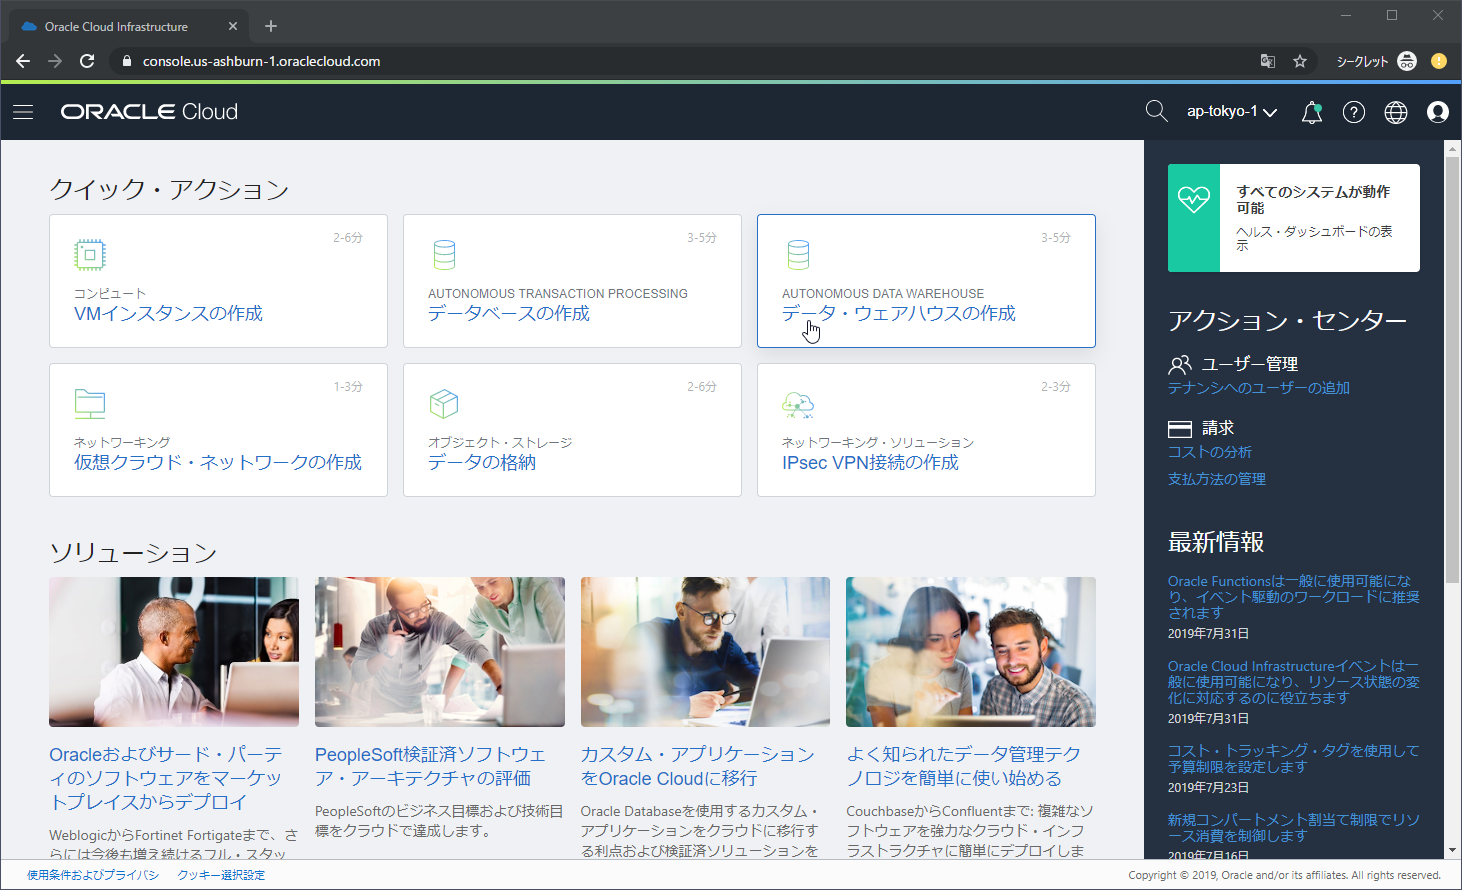 Oracle Cloud Infrastructure
console.us-ashburn-1.oraclecloud.com
シークレット
ORACLE Cloud
ap-tokyo-1
クイック・アクション
2-6分
コンピュート
VMインスタンスの作成
3-5分
AUTONOMOUS TRANSACTION PROCESSING
データベースの作成
3-5分
AUTONOMOUS DATA WAREHOUSE
データ・ウェアハウスの作成
1-3分
ネットワーキング
仮想クラウド・ネットワークの作成
2-6分
オブジェクト・ストレージ
データの格納
2-3分
ネットワーキング・ソリューション
IPsec VPN接続の作成
ソリューション
Oracleおよびサード・パーテ
ィのソフトウェアをマーケッ
トプレイスからデプロイ
WeblogicからFortinet Fortigateまで、さ
らには今後も増え続けるフル・スタッ
PeopleSoft検証済ソフトウェ
ア・アーキテクチャの評価
PeopleSoftのビジネス目標および技術目
標をクラウドで達成します。
カスタム・アプリケーション
をOracle Cloudに移行
Oracle Databaseを使用するカスタム・
アプリケーションをクラウドに移行す
る利点および検証済ソリューションを
よく知られたデータ管理テク
ノロジを簡単に使い始める
CouchbaseからConfluentまで: 複雑なソ
フトウェアを強力なクラウド・インフ
ラストラクチャに簡単にデプロイしま
すべてのシステムが動作
可能
ヘルス・ダッシュボードの表
示
アクション・センター
ユーザー管理
テナンシへのユーザーの追加
請求
コストの分析
支払方法の管理
最新情報
Oracle Functionsは一般に使用可能にな
り、イベント駆動のワークロードに推奨
されます
2019年7月31日
Oracle Cloud Infrastructureイベントは一
般に使用可能になり、リソース状態の変
化に対応するのに役立ちます
2019年7月31日
コスト・トラッキング・タグを使用して
予算制限を設定します
2019年7月23日
新規コンパートメント割当て制限でリソ
ース消費を制御します
2019年7月16日
使用条件およびプライバシ
クッキー選択設定
Copyright © 2019, Oracle and/or its affiliates. All rights reserved.